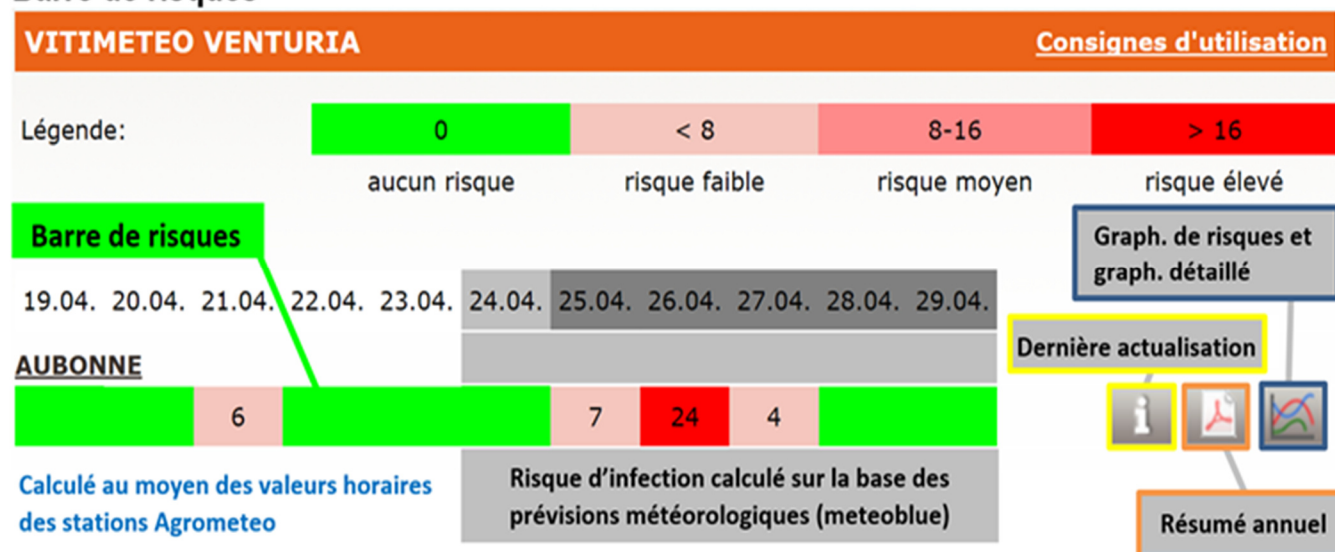 VITIMETEO VENTURIA
Consignes d'utilisation
Légende:
0
< 8
8-16
> 16
aucun risque
risque faible
risque moyen
risque élevé
Barre de risques
Graph. de risques et
graph. détaillé
19.04. 20.04. 21.04. 22.04. 23.04. 24.04. 25.04. 26.04. 27.04. 28.04. 29.04.
Dernière actualisation
AUBONNE
6
7
24
4
Calculé au moyen des valeurs horaires
des stations Agrometeo
Risque d’infection calculé sur la base des
prévisions météorologiques (meteoblue)
Résumé annuel